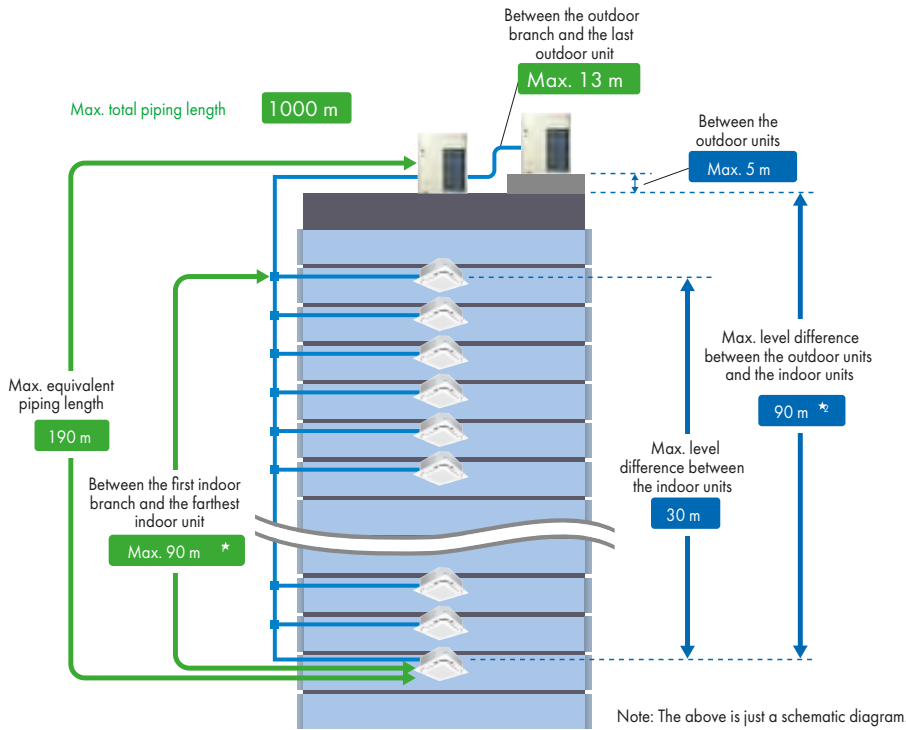 Between the outdoor
branch and the last
outdoor unit
Max. 13 m
Max. total piping length 1000 m
Between the
outdoor units
Max. 5 m
Max. level difference
between the outdoor units
and the indoor units
90 m ★2
Max. equivalent
piping length
190 m
Max. level
difference between
the indoor units
30 m
Between the first indoor
branch and the farthest
indoor unit
Max. 90 m ★
Note: The above is just a schematic diagram.